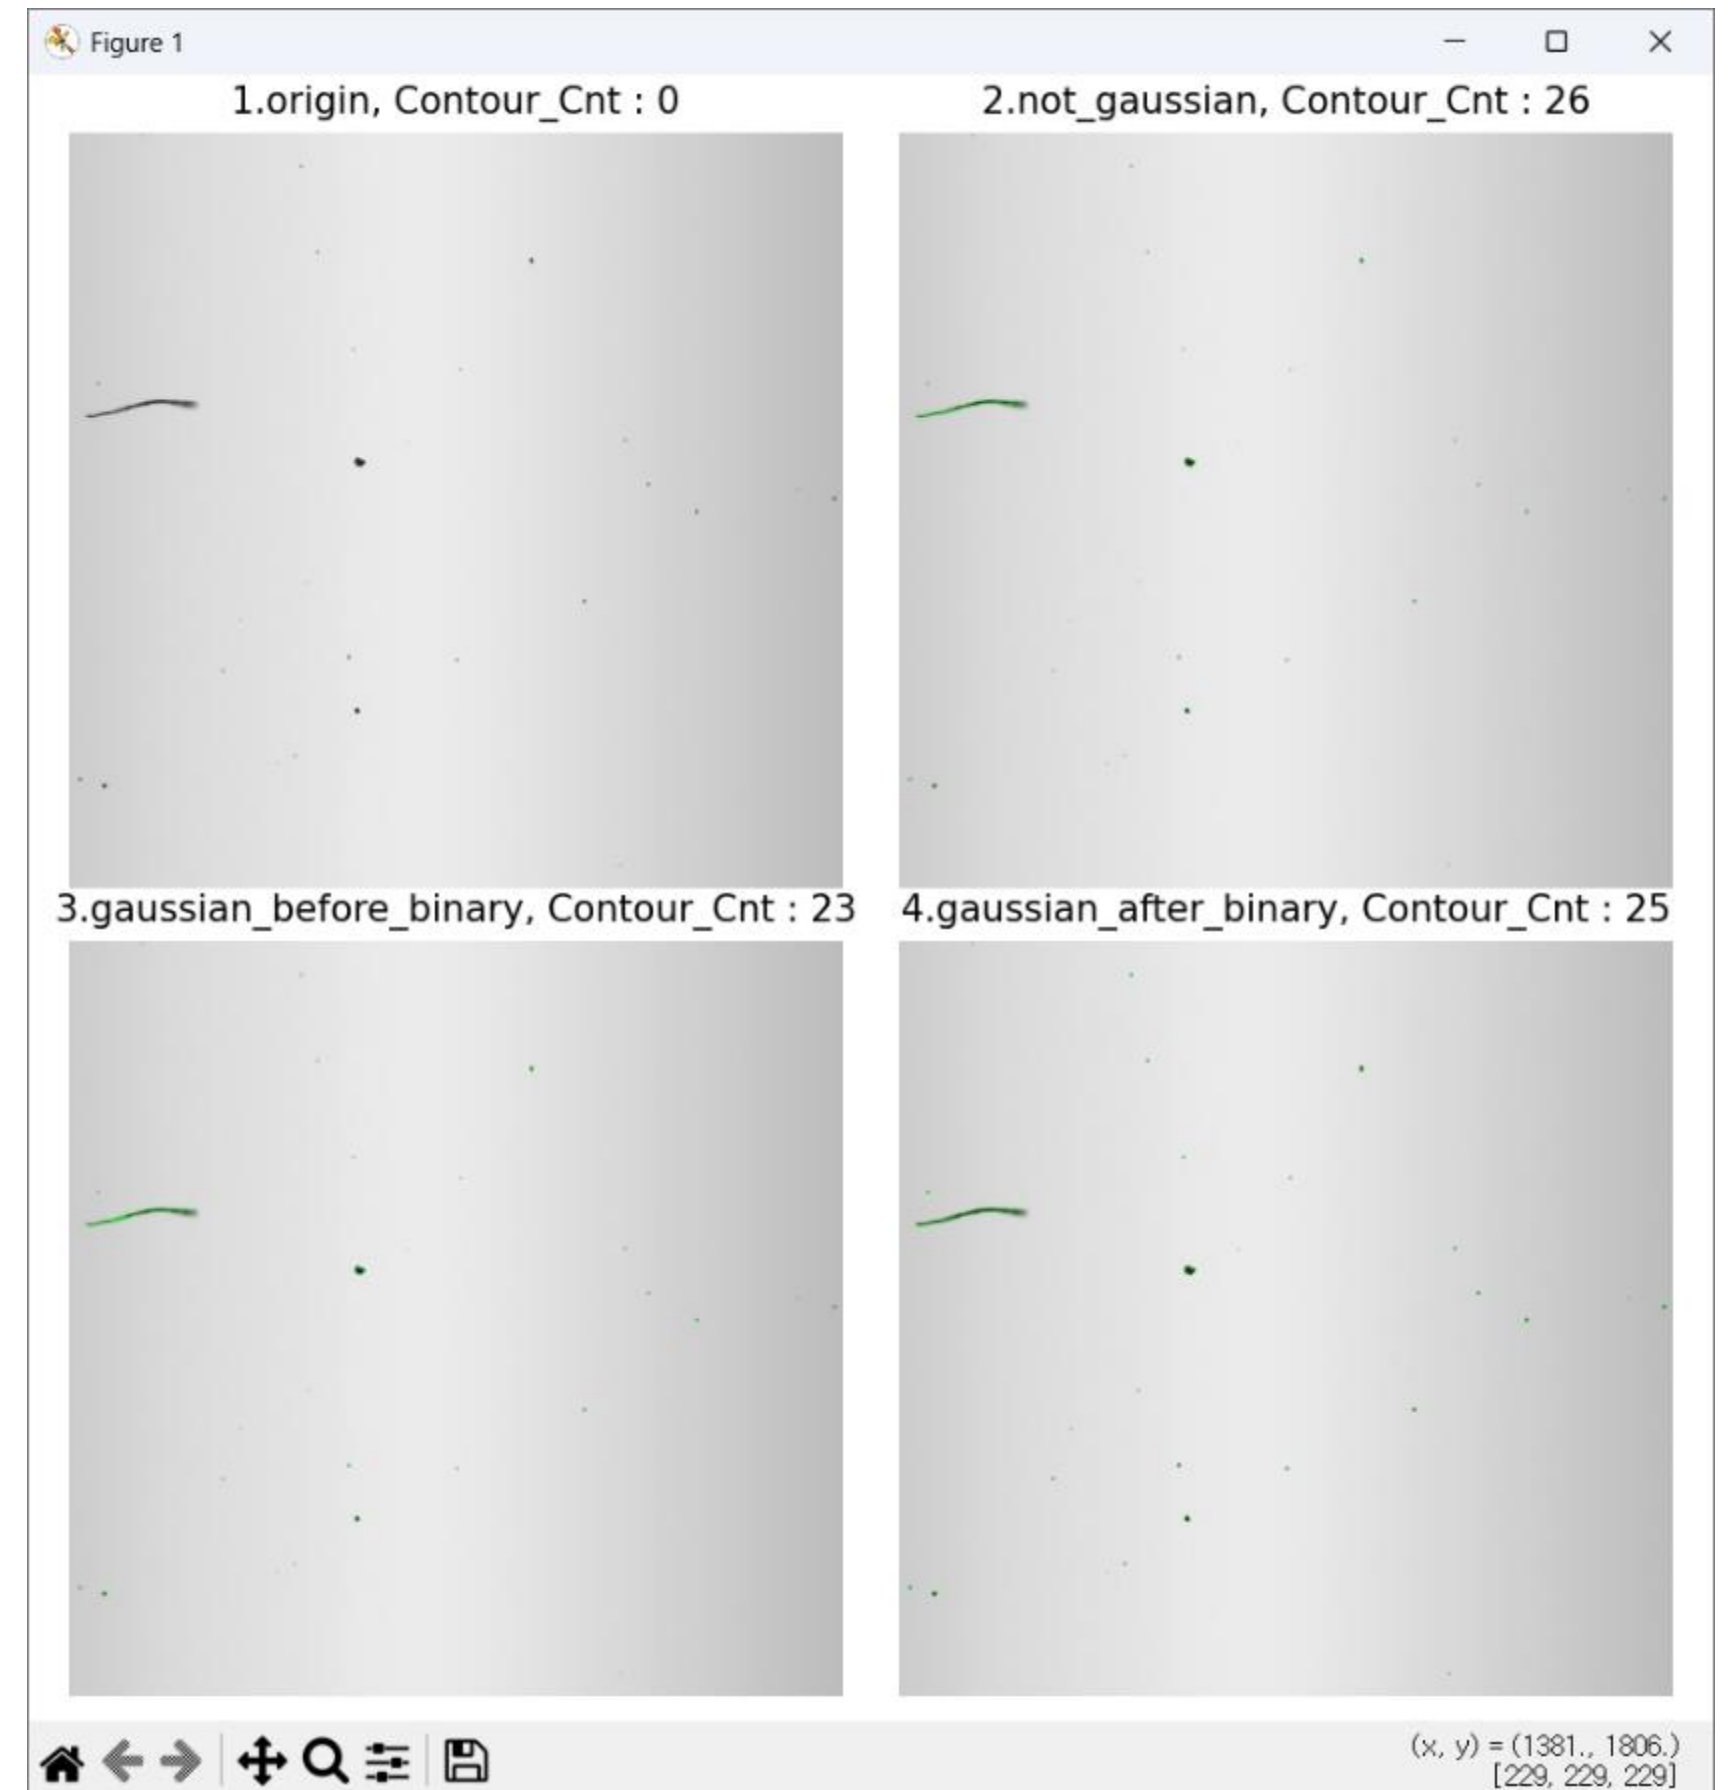 Figure 1
1.origin, Contour_Cnt : 0
2.not_gaussian, Contour_Cnt : 26
3.gaussian_before_binary, Contour_Cnt : 23
4.gaussian_after_binary, Contour_Cnt : 25
(x, y) = (1381., 1806.)
[229, 229, 229]